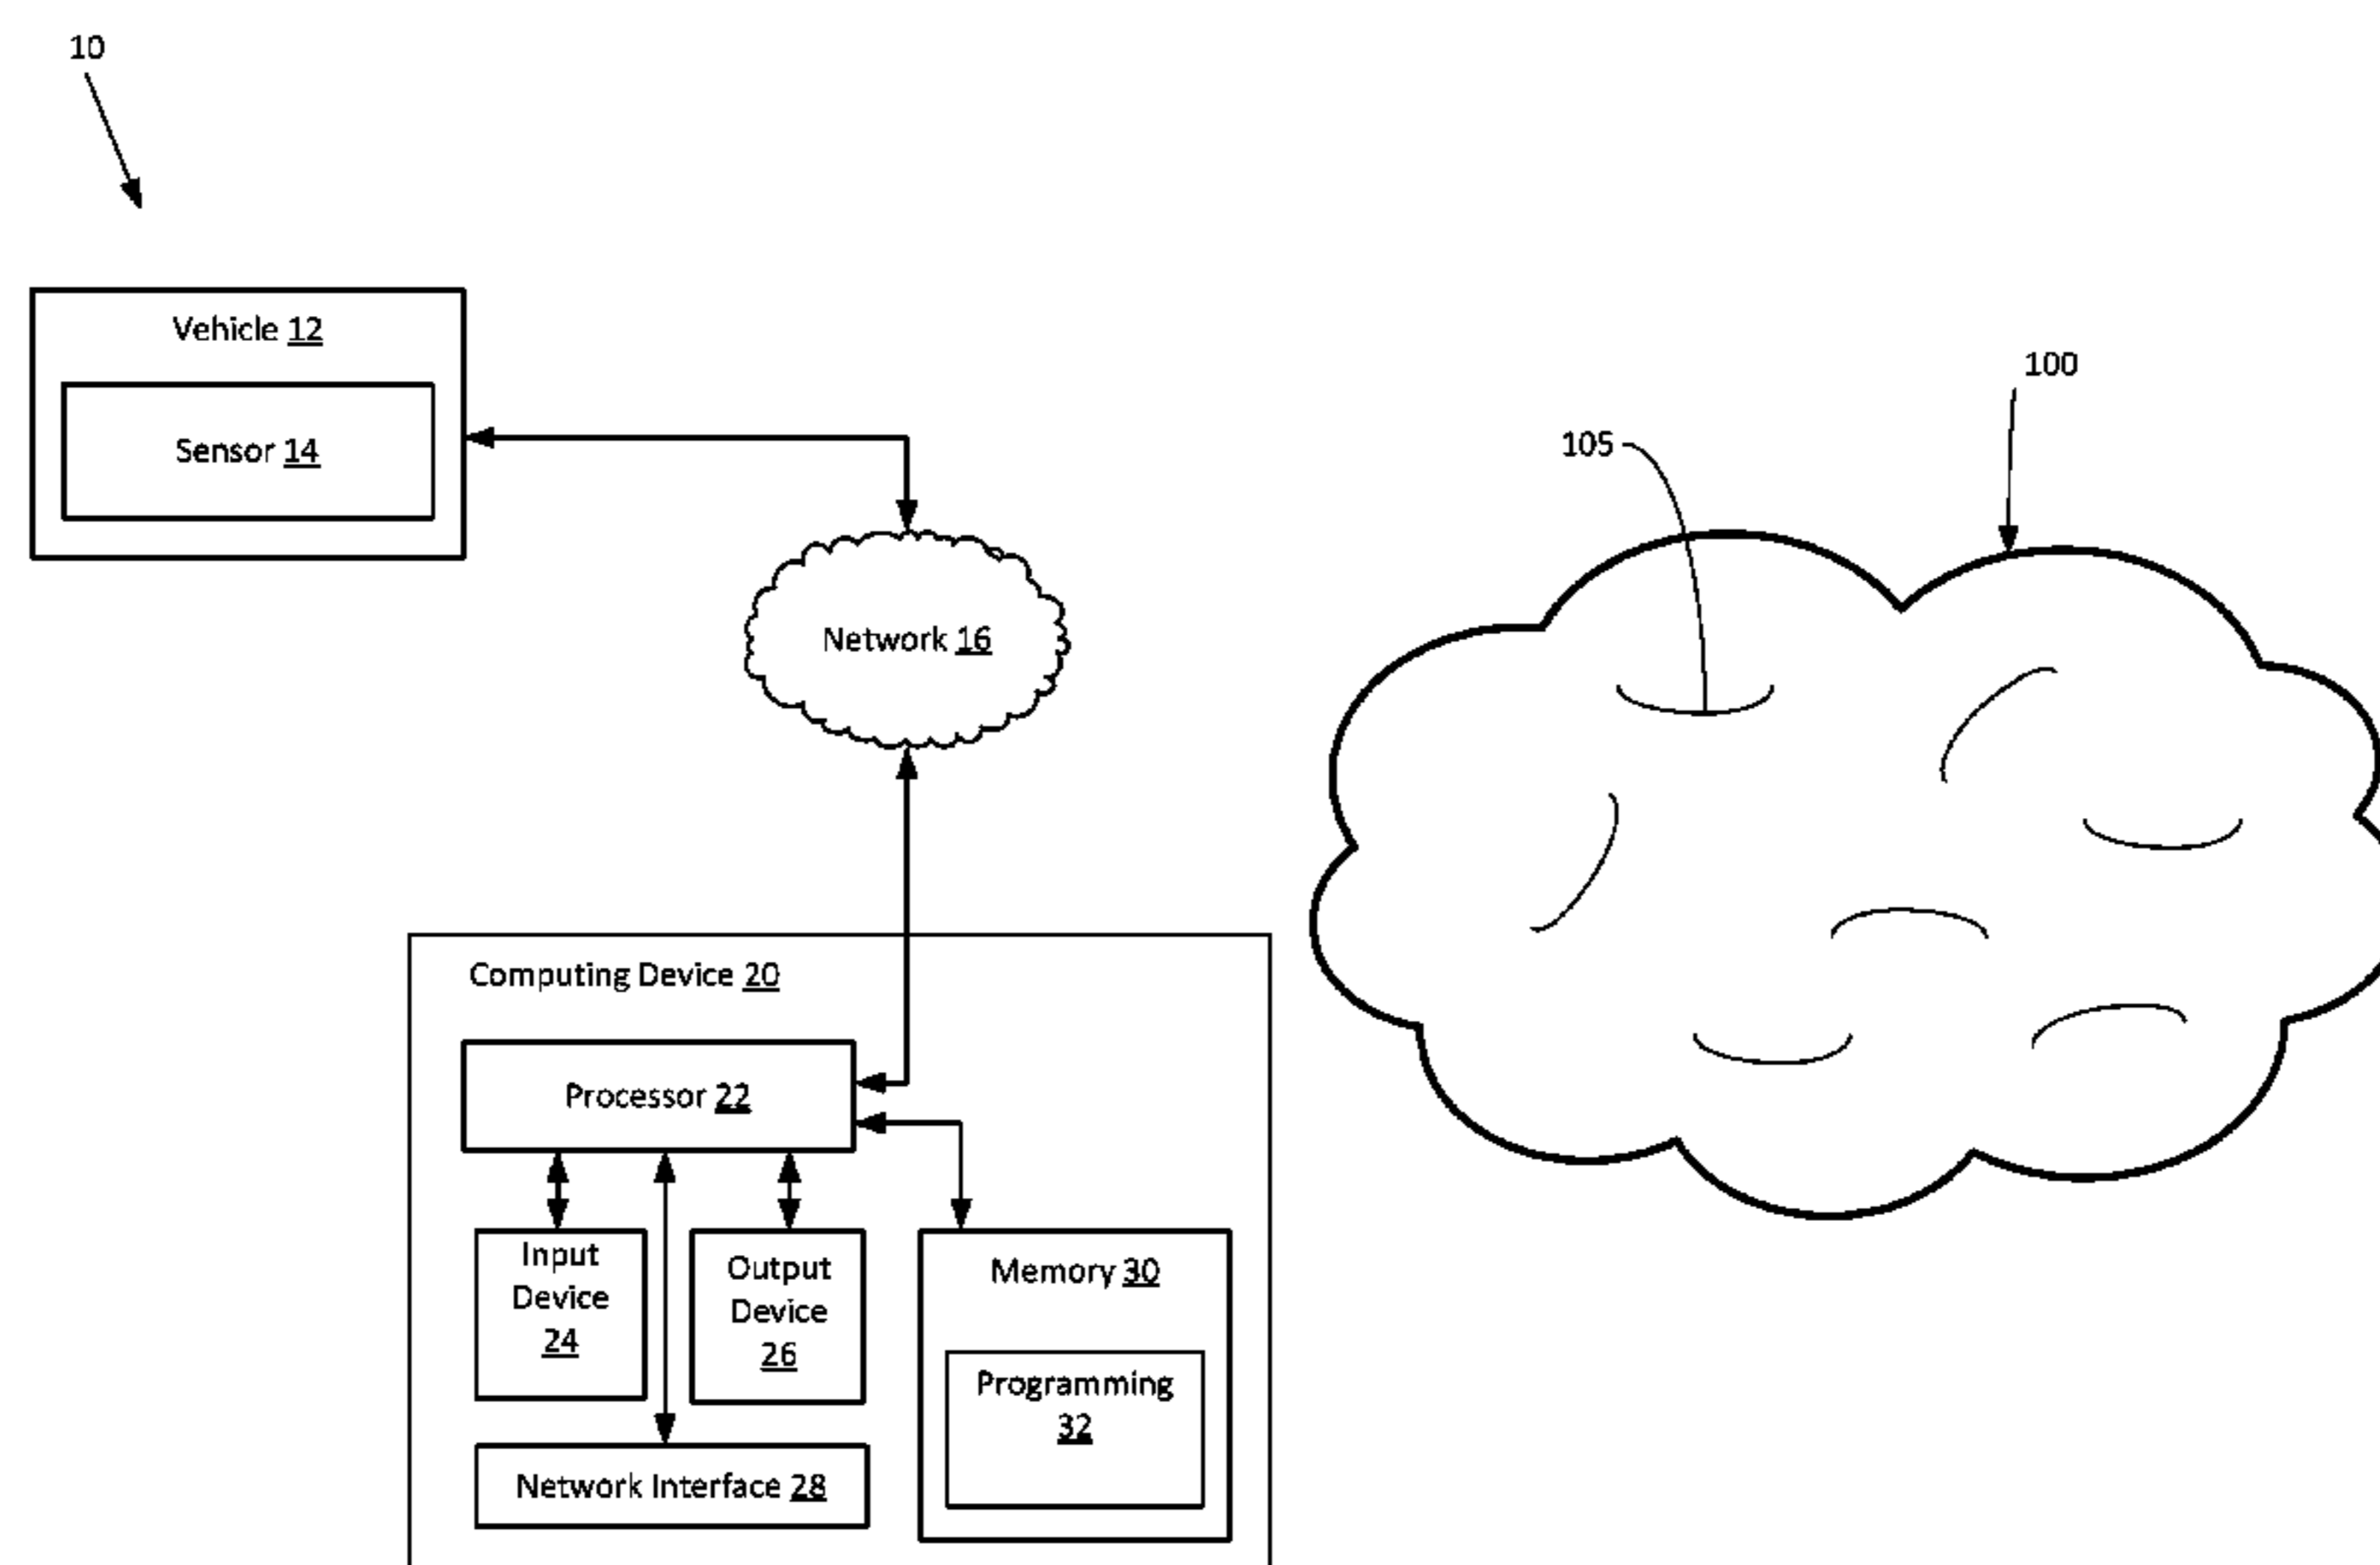 10
Vehicle 12
Sensor 14
100
105
Network 16
Computing Device 20
Processor 22
Input
Device
24
Output
Device
26
Memory 30
Programming
32
Network Interface 28